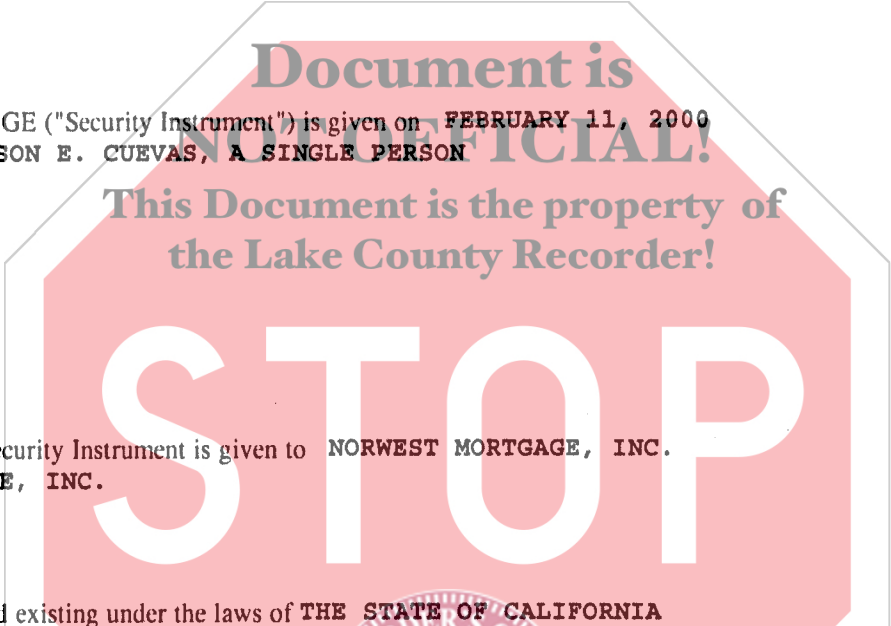 Document is
GE ("Security Instrument") is given on FEBRUARY 11, 2000
NOT OFFICIAL!
SON E. CUEVAS, A SINGLE PERSON
This Document is the property of
the Lake County Recorder!
STOP
ecurity Instrument is given to NORWEST MORTGAGE, INC.
E, INC.
d existing under the laws of THE STATE OF CALIFORNIA